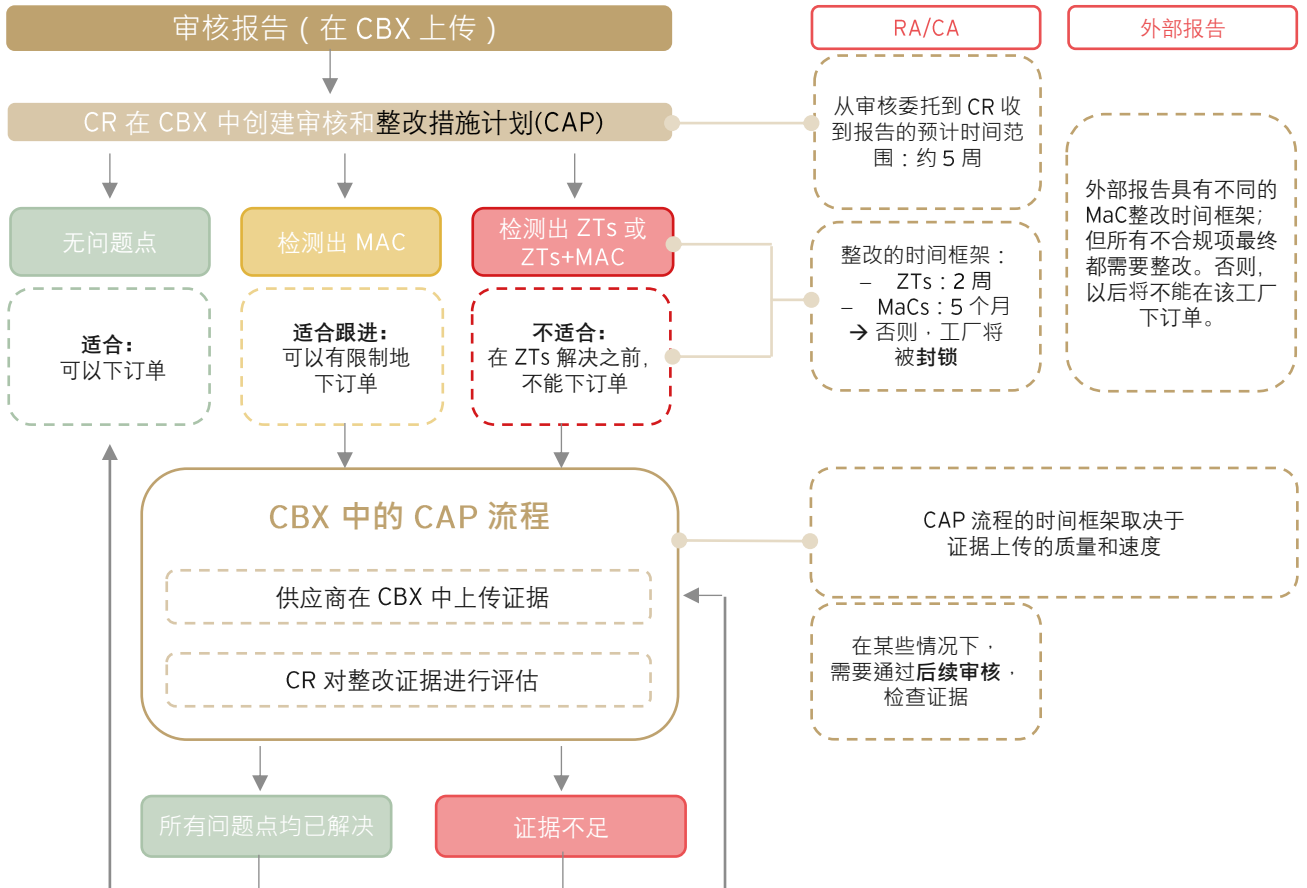 审核报告（在 CBX 上传）
RA/CA
外部报告
CR 在 CBX 中创建审核和整改措施计划(CAP)
从审核委托到 CR 收
到报告的预计时间范
围：约 5 周
无问题点
检测出 MAC
检测出 ZTs 或
ZTs+MAC
适合：
可以下订单
适合跟进：
可以有限制地
下订单
不适合：
在 ZTs 解决之前，
不能下订单
整改的时间框架：
– ZTs：2 周
– MaCs：5 个月
→ 否则，工厂将
被封锁
外部报告具有不同的
MaC整改时间框架；
但所有不合规项最终
都需要整改。否则，
以后将不能在该工厂
下订单。
CBX 中的 CAP 流程
供应商在 CBX 中上传证据
CR 对整改证据进行评估
CAP 流程的时间框架取决于
证据上传的质量和速度
在某些情况下，
需要通过后续审核，
检查证据
所有问题点均已解决
证据不足